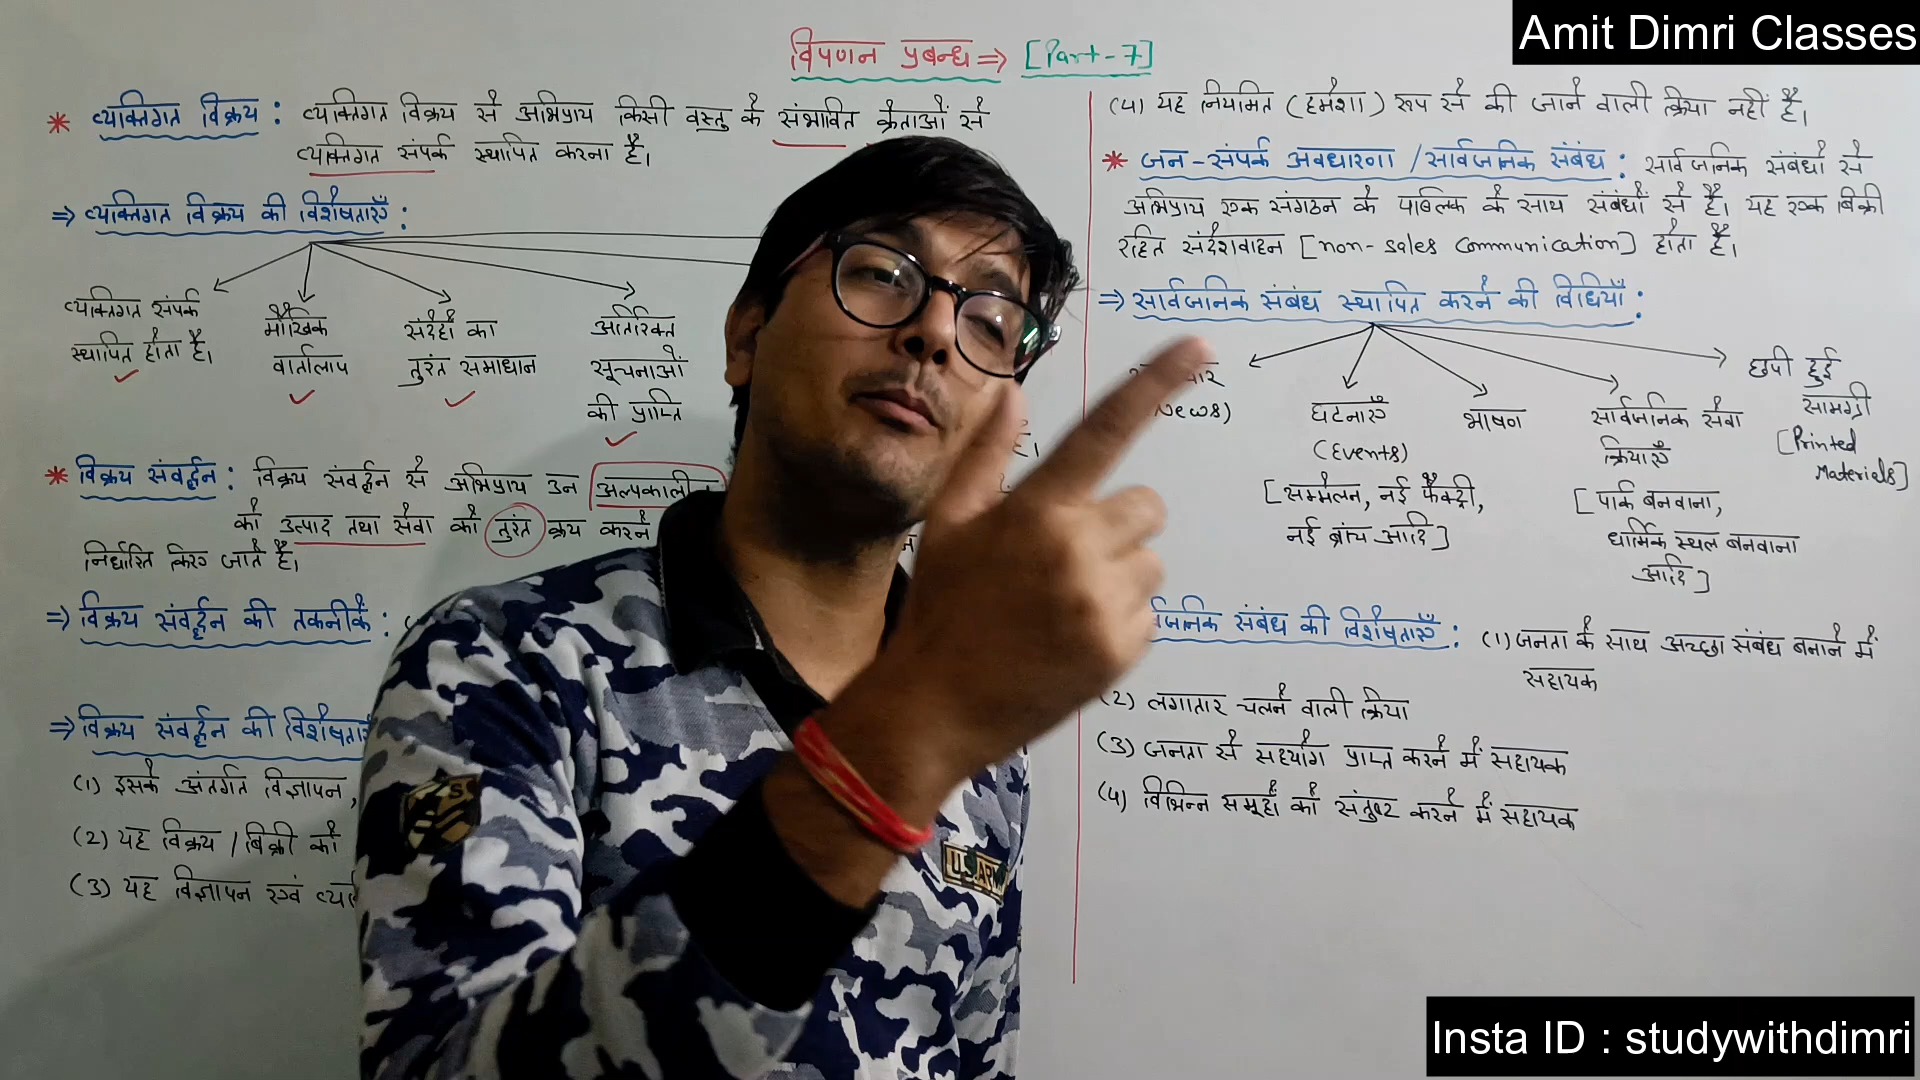 Amit Dimri Classes
विपणन प्रबन्ध ⇒ [Part-7]
* व्यक्तिगत विक्रय : व्यक्तिगत विक्रय से अभिप्राय किसी वस्तु के संभावित क्रेताओं से
व्यक्तिगत संपर्क स्थापित करना है।
⇒ व्यक्तिगत विक्रय की विशेषताएँ :
व्यक्तिगत संपर्क
स्थापित होता है।
मौखिक
वार्तालाप
संदेहों का
तुरंत समाधान
अतिरिक्त
सूचनाओं
की प्राप्ति
है।
* विक्रय संवर्द्धन : विक्रय संवर्द्धन से अभिप्राय उन अल्पकालीन
को उत्पाद तथा सेवा को तुरंत क्रय करने
निर्धारित किए जाते है।
⇒ विक्रय संवर्द्धन की तकनीकें :
⇒ विक्रय संवर्द्धन की विशेषताएँ
(1) इसके अंतर्गत विज्ञापन,
(2) यह विक्रय / बिक्री को
(3) यह विज्ञापन एवं
(4) यह नियमित (हमेशा) रूप से की जाने वाली क्रिया नहीं है।
* जन-संपर्क अवधारणा / सार्वजनिक संबंध : सार्वजनिक संबंधों से
अभिप्राय एक संगठन के पब्लिक के साथ संबंधों से है। यह एक बिक्री
रहित संदेशवाहन [non-sales communication] होता है।
⇒ सार्वजनिक संबंध स्थापित करने की विधियाँ :
(News)
घटनाएँ
(Events)
[सम्मेलन, नई फैक्ट्री,
नई ब्रांच आदि]
भाषण
सार्वजनिक सेवा
क्रियाएँ
[पार्क बनवाना,
धार्मिक स्थल बनवाना
आदि]
छपी हुई
सामग्री
[Printed
Materials]
सार्वजनिक संबंध की विशेषताएँ : (1) जनता के साथ अच्छा संबंध बनाने में
सहायक
(2) लगातार चलने वाली क्रिया
(3) जनता से सहयोग प्राप्त करने में सहायक
(4) विभिन्न समूहों को संतुष्ट करने में सहायक
U.S.ARM
Insta ID : studywithdimri